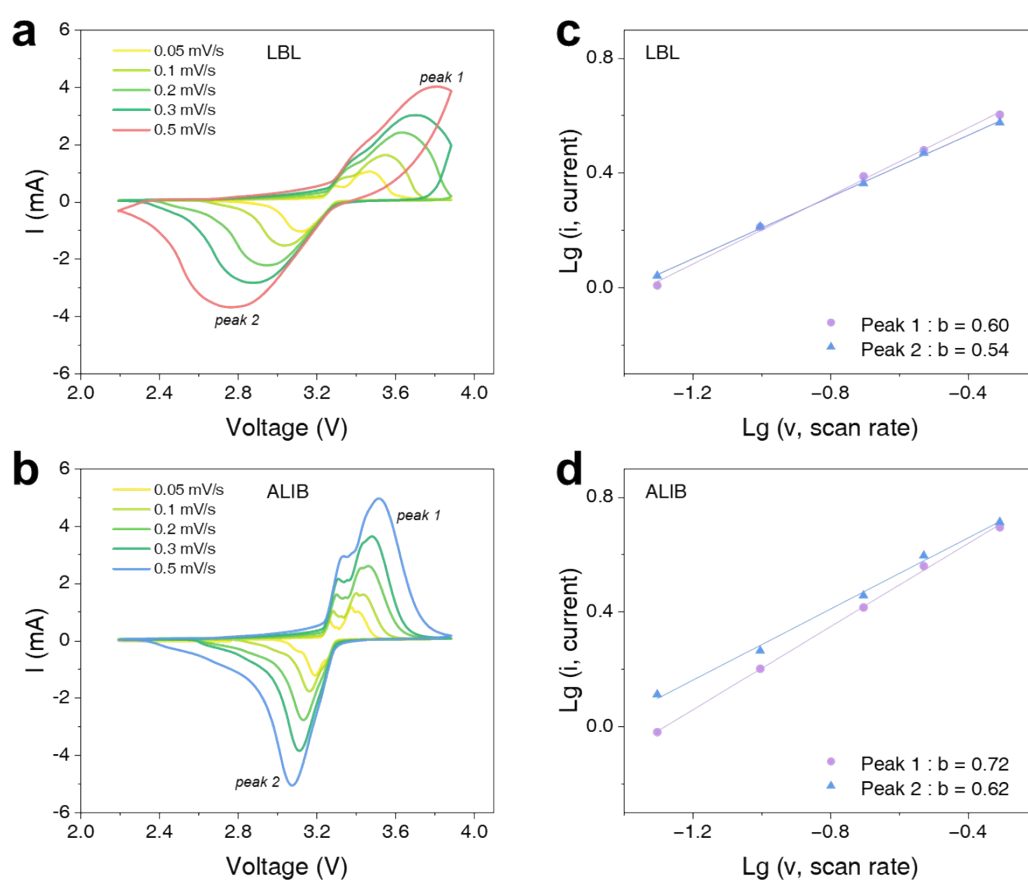 a
LBL
0.05 mV/s
0.1 mV/s
0.2 mV/s
0.3 mV/s
0.5 mV/s
peak 1
peak 2
6
4
2
0
−2
−4
-6
2.0 2.4 2.8 3.2 3.6 4.0
I (mA)
Voltage (V)
c
LBL
0.8
0.4
0.0
−1.2 −0.8 −0.4
Lg (i, current)
Lg (v, scan rate)
Peak 1 : b = 0.60
Peak 2 : b = 0.54
b
ALIB
0.05 mV/s
0.1 mV/s
0.2 mV/s
0.3 mV/s
0.5 mV/s
peak 1
peak 2
6
4
2
0
−2
−4
-6
2.0 2.4 2.8 3.2 3.6 4.0
I (mA)
Voltage (V)
d
ALIB
0.8
0.4
0.0
−1.2 −0.8 −0.4
Lg (i, current)
Lg (v, scan rate)
Peak 1 : b = 0.72
Peak 2 : b = 0.62